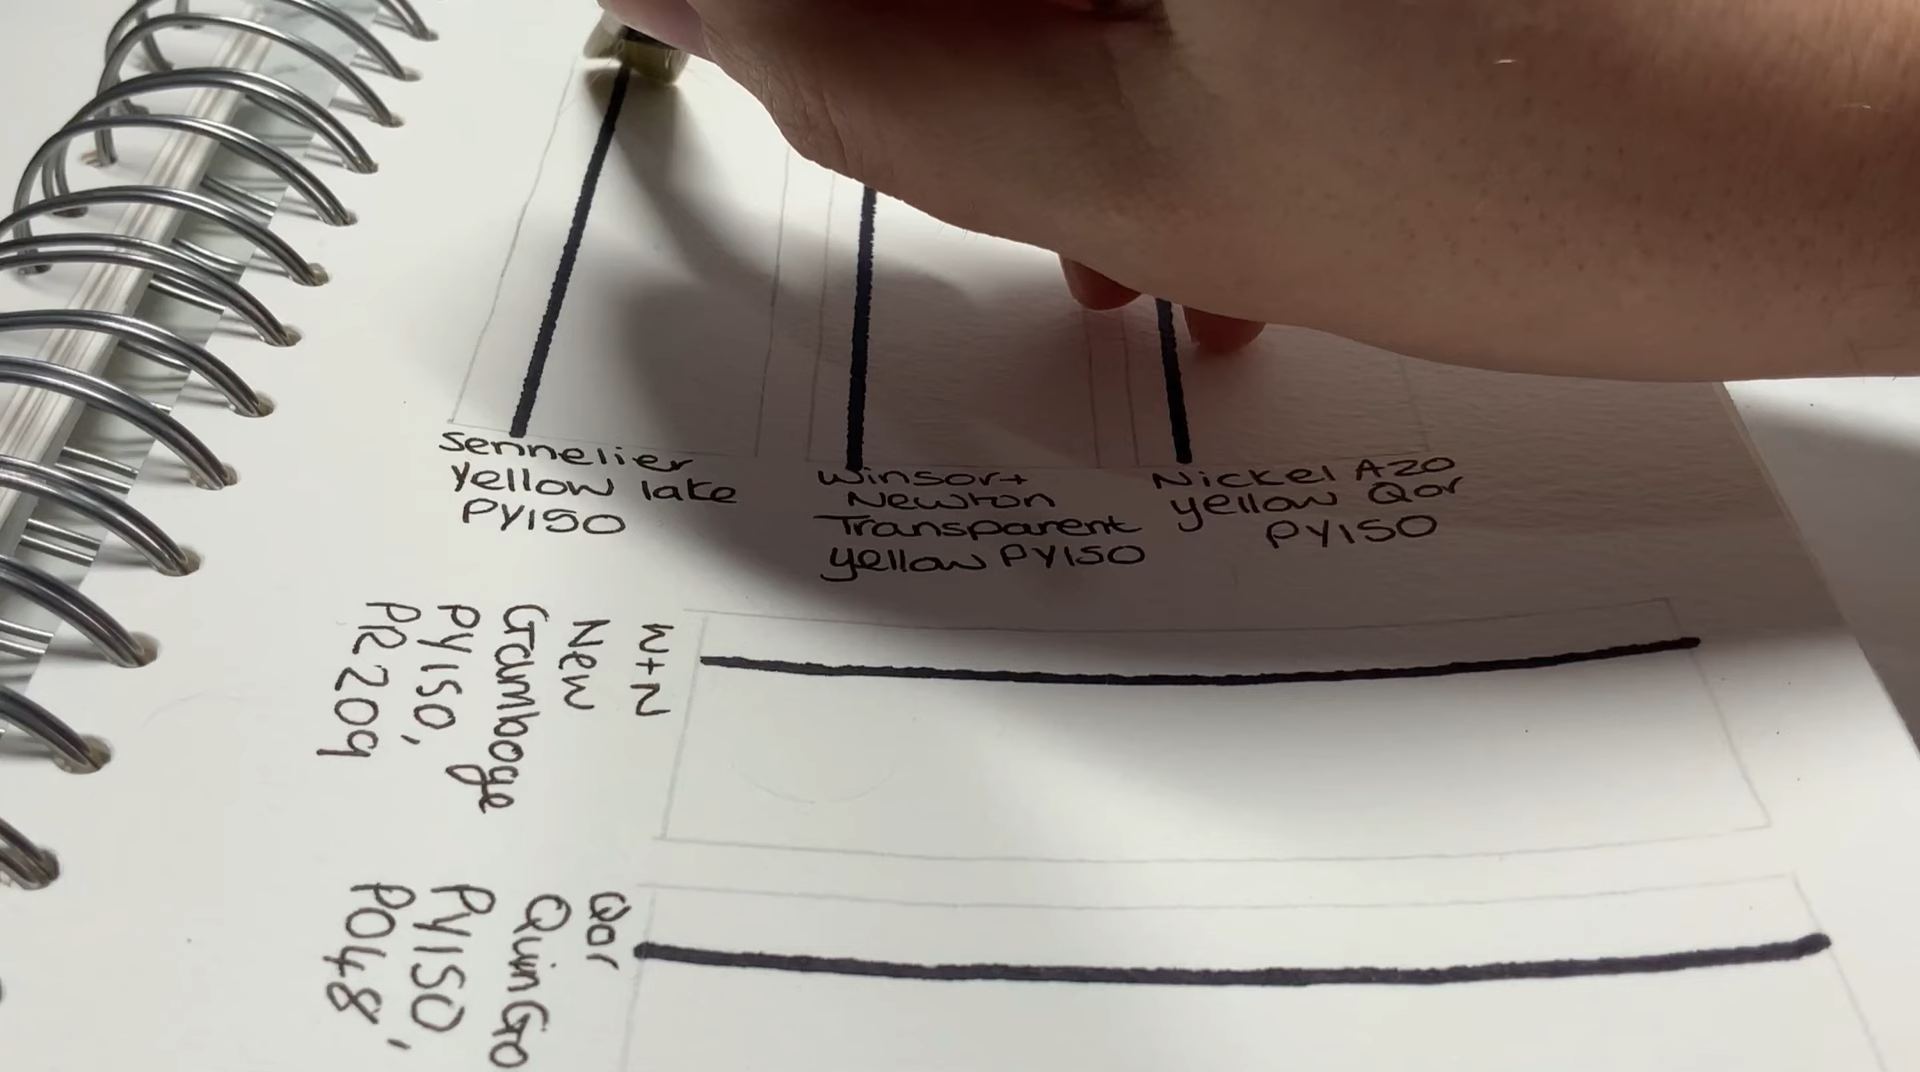 Sennelier
Yellow lake
PY150
Winsor+
Newton
Transparent
yellow PY150
Nickel AZO
yellow Qor
PY150
W+N
New
Gamboge
PY150,
PR209
Qor
QuinGo
PY150,
PO48,